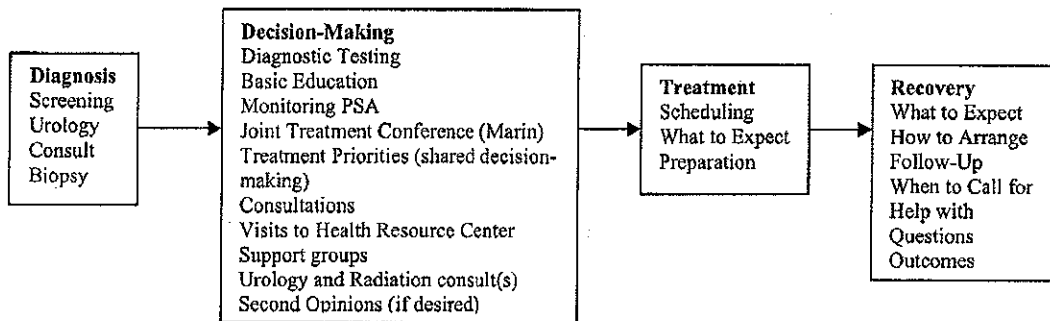 Diagnosis
Screening
Urology
Consult
Biopsy
Decision-Making
Diagnostic Testing
Basic Education
Monitoring PSA
Joint Treatment Conference (Marin)
Treatment Priorities (shared decision-
making)
Consultations
Visits to Health Resource Center
Support groups
Urology and Radiation consult(s)
Second Opinions (if desired)
Treatment
Scheduling
What to Expect
Preparation
Recovery
What to Expect
How to Arrange
Follow-Up
When to Call for
Help with
Questions
Outcomes